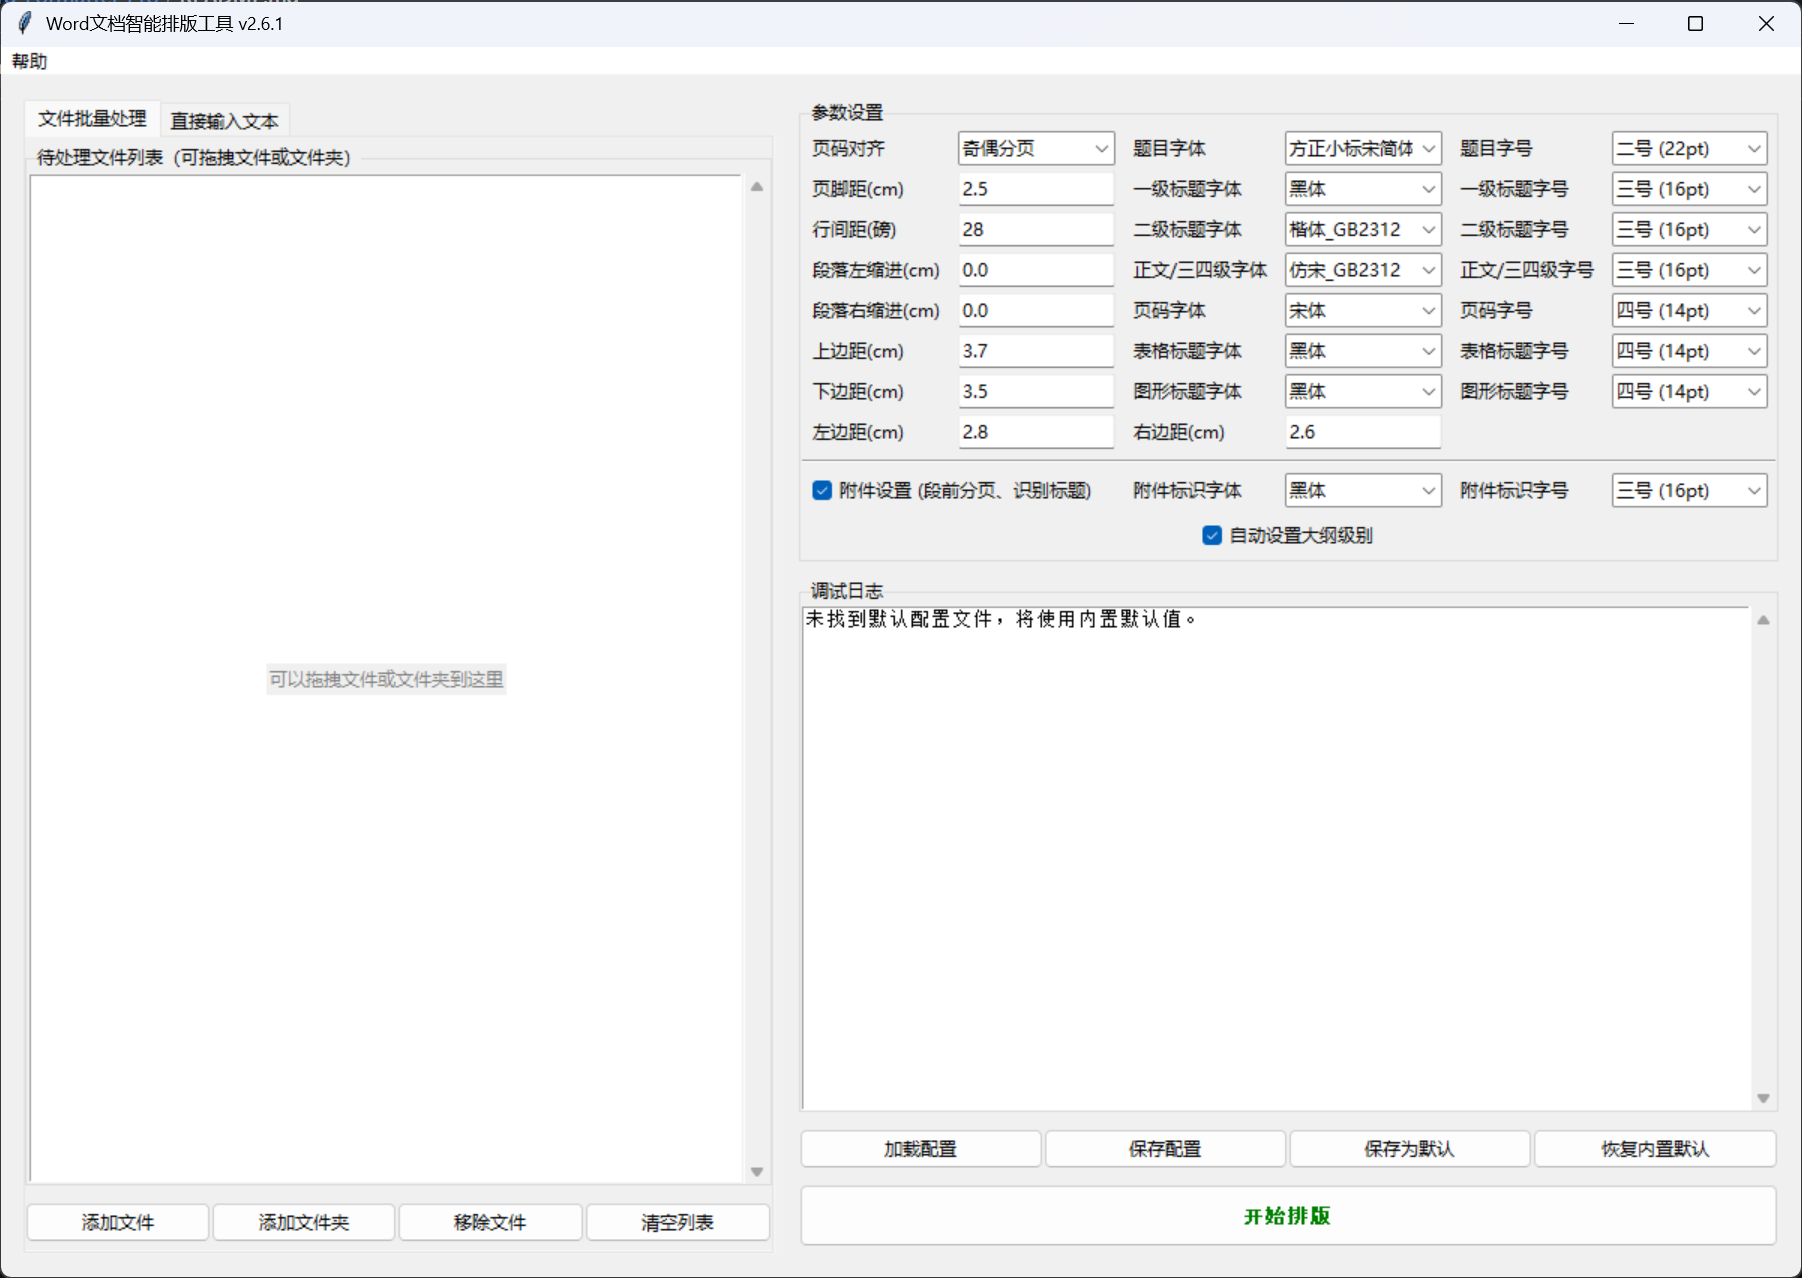 Word文档智能排版工具 v2.6.1
帮助
文件批量处理 直接输入文本
待处理文件列表 (可拖拽文件或文件夹)
可以拖拽文件或文件夹到这里
添加文件 添加文件夹 移除文件 清空列表
参数设置
页码对齐 奇偶分页 题目字体 方正小标宋简体 题目字号 二号 (22pt)
页脚距(cm) 2.5 一级标题字体 黑体 一级标题字号 三号 (16pt)
行间距(磅) 28 二级标题字体 楷体_GB2312 二级标题字号 三号 (16pt)
段落左缩进(cm) 0.0 正文/三四级字体 仿宋_GB2312 正文/三四级字号 三号 (16pt)
段落右缩进(cm) 0.0 页码字体 宋体 页码字号 四号 (14pt)
上边距(cm) 3.7 表格标题字体 黑体 表格标题字号 四号 (14pt)
下边距(cm) 3.5 图形标题字体 黑体 图形标题字号 四号 (14pt)
左边距(cm) 2.8 右边距(cm) 2.6
附件设置 (段前分页、识别标题) 附件标识字体 黑体 附件标识字号 三号 (16pt)
自动设置大纲级别
调试日志
未找到默认配置文件，将使用内置默认值。
加载配置 保存配置 保存为默认 恢复内置默认
开始排版